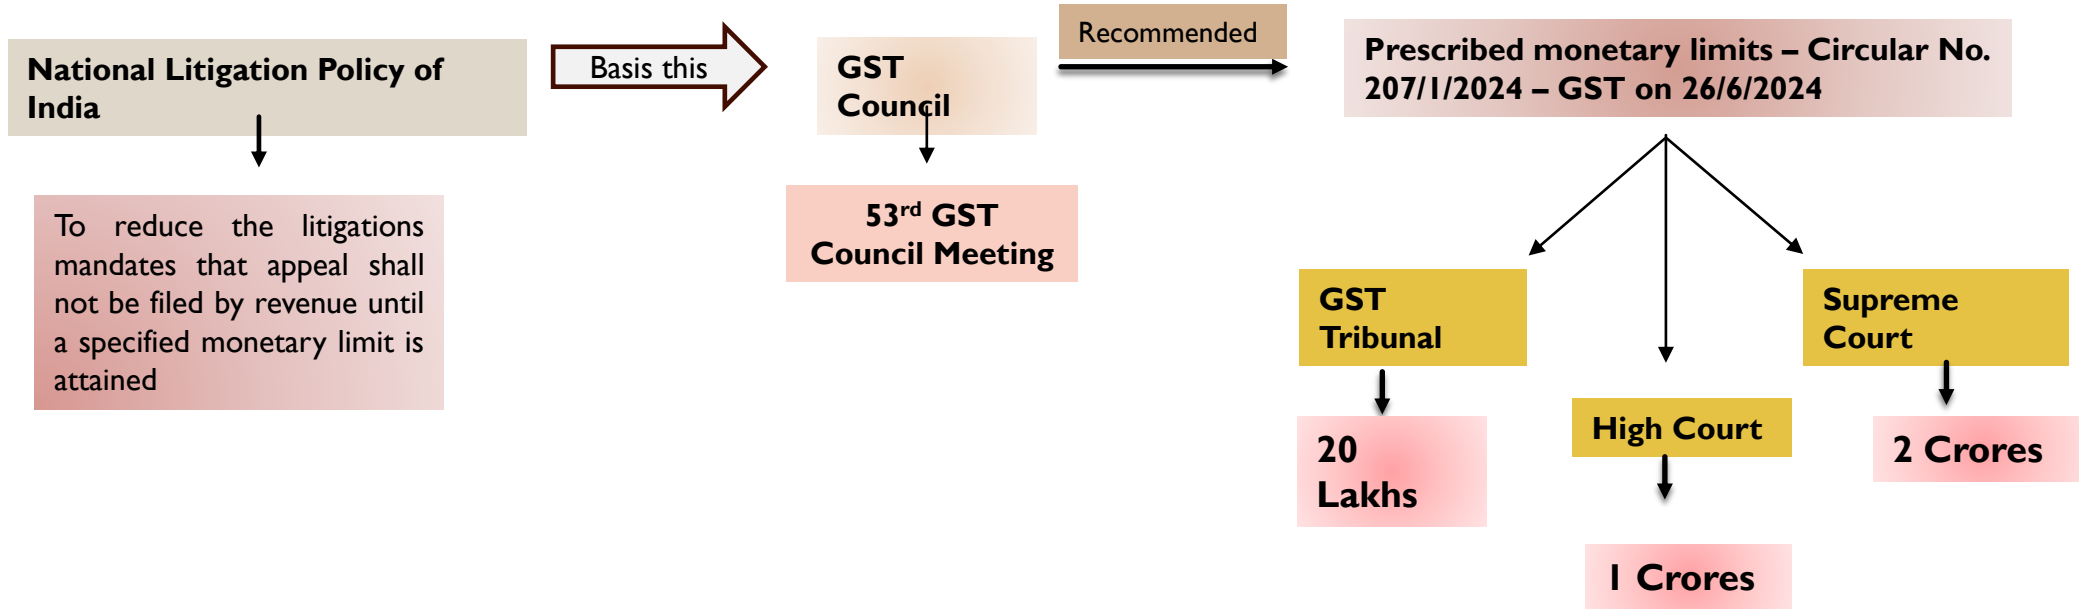 National Litigation Policy of
India
To reduce the litigations
mandates that appeal shall
not be filed by revenue until
a specified monetary limit is
attained
Basis this
GST
Council
53rd GST
Council Meeting
Recommended
Prescribed monetary limits – Circular No.
207/1/2024 – GST on 26/6/2024
GST
Tribunal
20
Lakhs
High Court
1 Crores
Supreme
Court
2 Crores